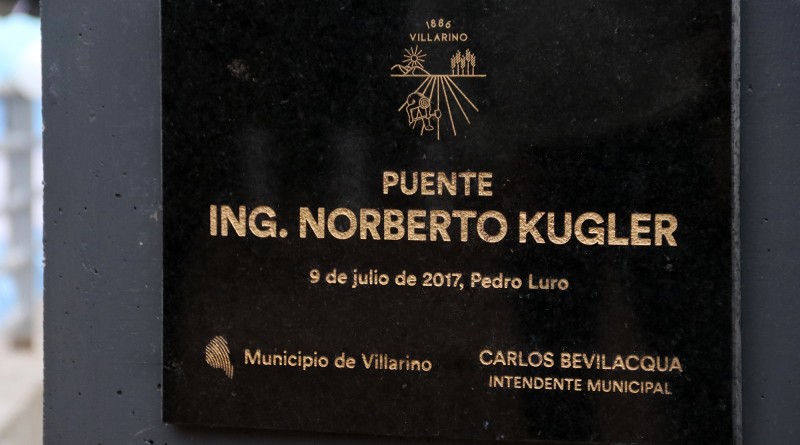 1886
VILLARINO
PUENTE
ING. NORBERTO KUGLER
9 de julio de 2017, Pedro Luro
Municipio de Villarino
CARLOS BEVILACQUA
INTENDENTE MUNICIPAL